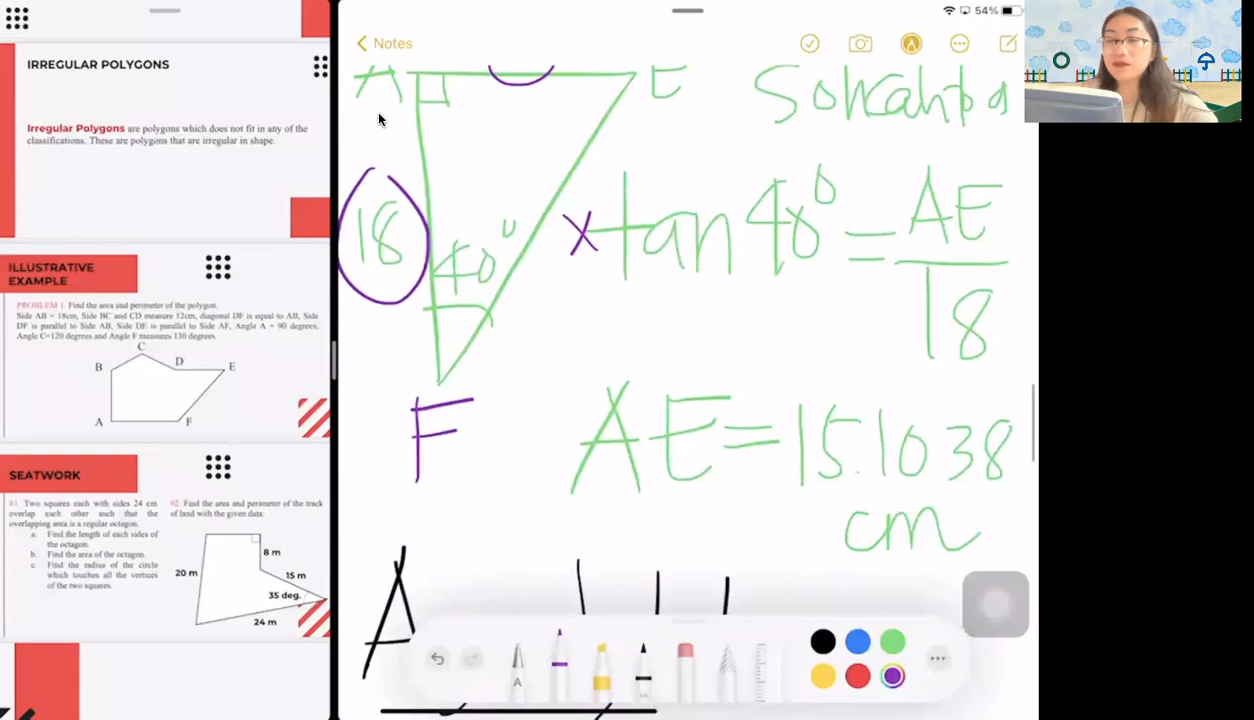 54%
Notes
IRREGULAR POLYGONS
Irregular Polygons are polygons which does not fit in any of the
classifications. These are polygons that are irregular in shape.
ILLUSTRATIVE
EXAMPLE
PROBLEM 1 Find the area and perimeter of the polygon.
Side AB = 18cm, Side BC and CD measure 12cm, diagonal DF is equal to AB, Side
DF is parallel to Side AB, Side DE is parallel to Side AF, Angle A = 90 degrees,
Angle C=120 degrees and Angle F measures 130 degrees.
C
B
D
E
A
F
SEATWORK
#1 Two squares each with sides 24 cm
overlap each other such that the
overlapping area is a regular octagon.
a. Find the length of each sides of
the octagon.
b. Find the area of the octagon.
c. Find the radius of the circle
which touches all the vertices
of the two squares.
#2 Find the area and perimeter of the track
of land with the given data:
8 m
20 m
15 m
35 deg.
24 m
A
E
Sohcahtoa
18
40°
x
tan 40° = AE
18
F
AE = 15.1038
cm
A
A